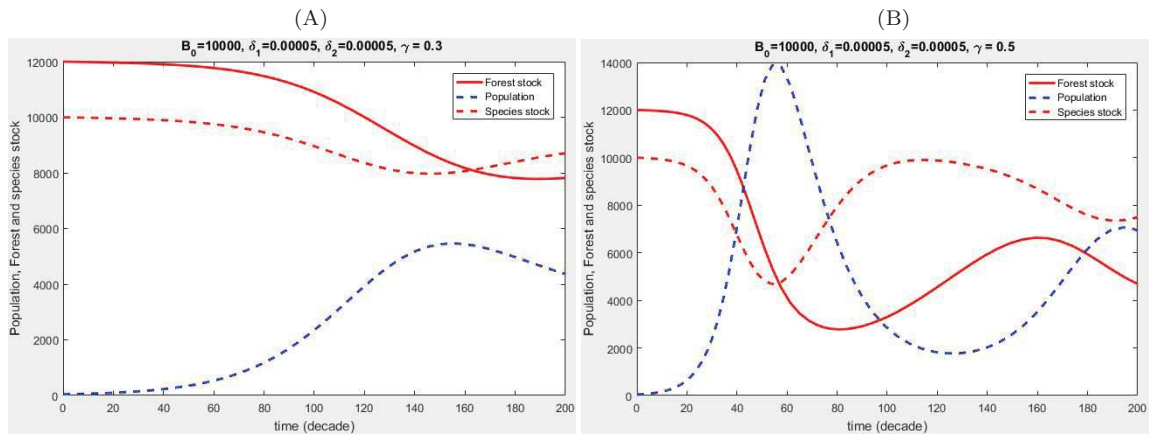 (A)
B0=10000, δ1=0.00005, δ2=0.00005, γ = 0.3
12000
10000
8000
6000
4000
2000
0
Population, Forest and species stock
Forest stock
Population
Species stock
0 20 40 60 80 100 120 140 160 180 200
time (decade)
(B)
B0=10000, δ1=0.00005, δ2=0.00005, γ = 0.5
14000
12000
10000
8000
6000
4000
2000
0
Population, Forest and species stock
Forest stock
Population
Species stock
0 20 40 60 80 100 120 140 160 180 200
time (decade)